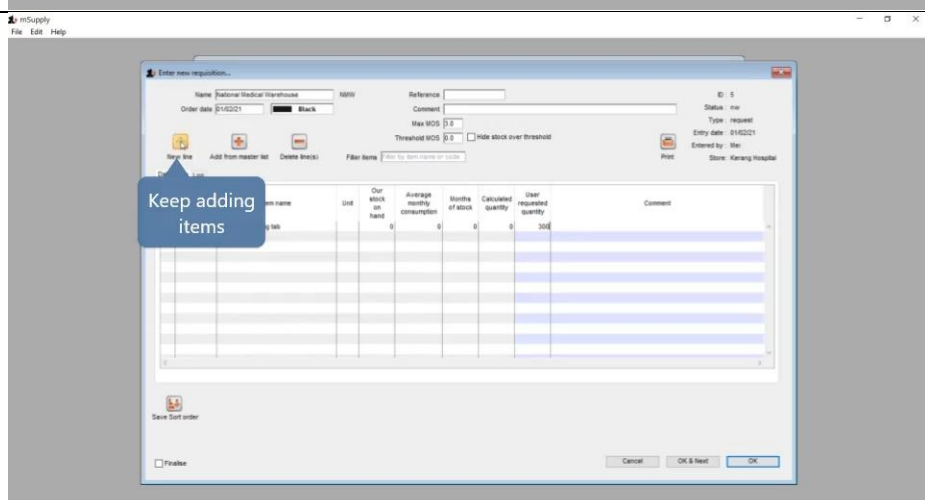 mSupply
File Edit Help
Enter new requisition...
Name National Medical Warehouse NMW Reference ID : 5
Order date 01/02/21 Black Comment Status : nw
Max MOS 3.0 Type : request
Threshold MOS 0.0 Hide stock over threshold Entry date : 01/02/21
Entered by :
New line Add from master list Delete line(s) Filter items Filter by item name or code Print Store: Kerang Hospital
Log
Keep adding
items
Unit
Our stock on hand
Average monthly consumption
Months of stock
Calculated quantity
User requested quantity
Comment
tab 0 0 0 0 300
Save Sort order
Finalise
Cancel OK & Next OK